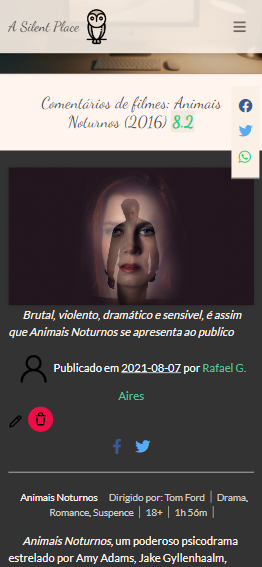 A Silent Place
Comentários de filmes: Animais
Noturnos (2016) 8.2
Brutal, violento, dramático e sensivel, é assim
que Animais Noturnos se apresenta ao publico
Publicado em 2021-08-07 por Rafael G.
Aires
Animais Noturnos Dirigido por: Tom Ford | Drama,
Romance, Suspence | 18+ | 1h 56m |
Animais Noturnos, um poderoso psicodrama
estrelado por Amy Adams, Jake Gyllenhaalm,